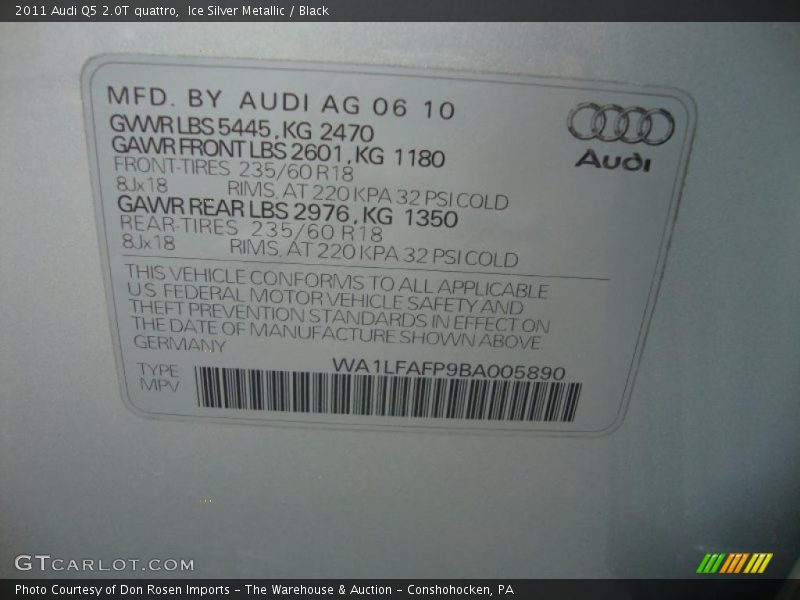 2011 Audi Q5 2.0T quattro,  Ice Silver Metallic / Black
MFD. BY AUDI AG 06 10
GVWR LBS 5445, KG 2470
GAWR FRONT LBS 2601, KG 1180
FRONT-TIRES 235/60 R18
8Jx18 RIMS, AT 220 KPA 32 PSI COLD
GAWR REAR LBS 2976, KG 1350
REAR-TIRES 235/60 R18
8Jx18 RIMS, AT 220 KPA 32 PSI COLD
Audi
THIS VEHICLE CONFORMS TO ALL APPLICABLE
U.S. FEDERAL MOTOR VEHICLE SAFETY AND
THEFT PREVENTION STANDARDS IN EFFECT ON
THE DATE OF MANUFACTURE SHOWN ABOVE
GERMANY
WA1LFAFP9BA005890
TYPE
MPV
GTCARLOT.COM
Photo Courtesy of Don Rosen Imports - The Warehouse & Auction - Conshohocken, PA